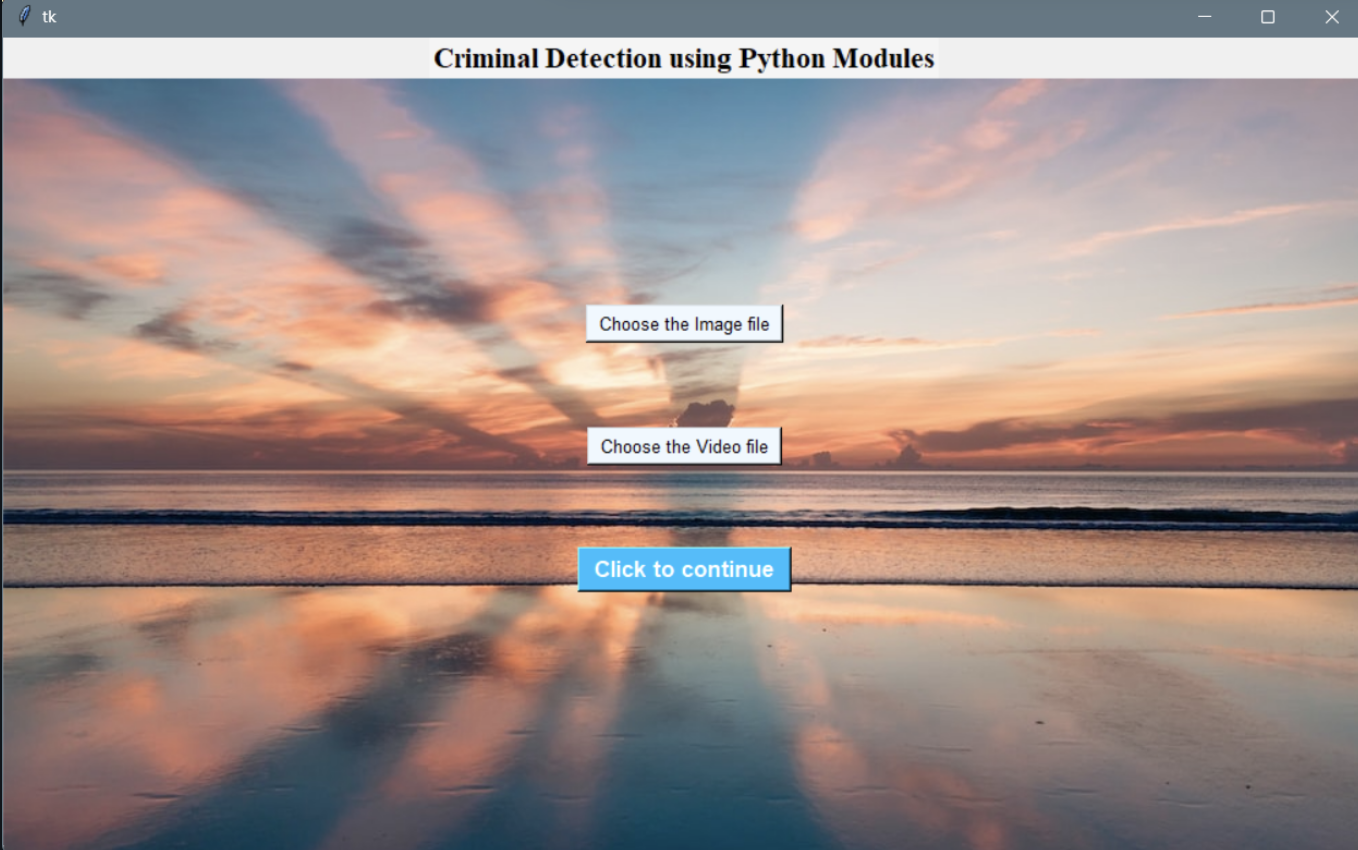 tk
Criminal Detection using Python Modules
Choose the Image file
Choose the Video file
Click to continue